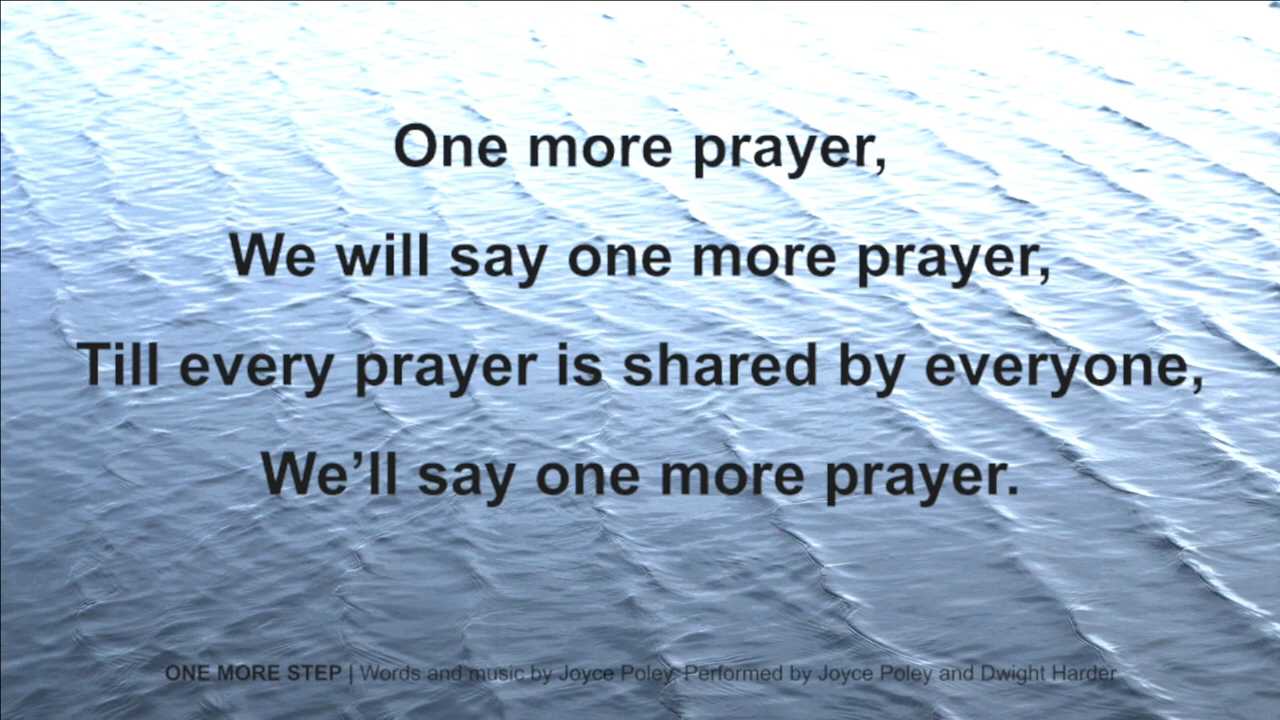 One more prayer,
We will say one more prayer,
Till every prayer is shared by everyone,
We’ll say one more prayer.
ONE MORE STEP | Words and music by Joyce Poley. Performed by Joyce Poley and Dwight Harder